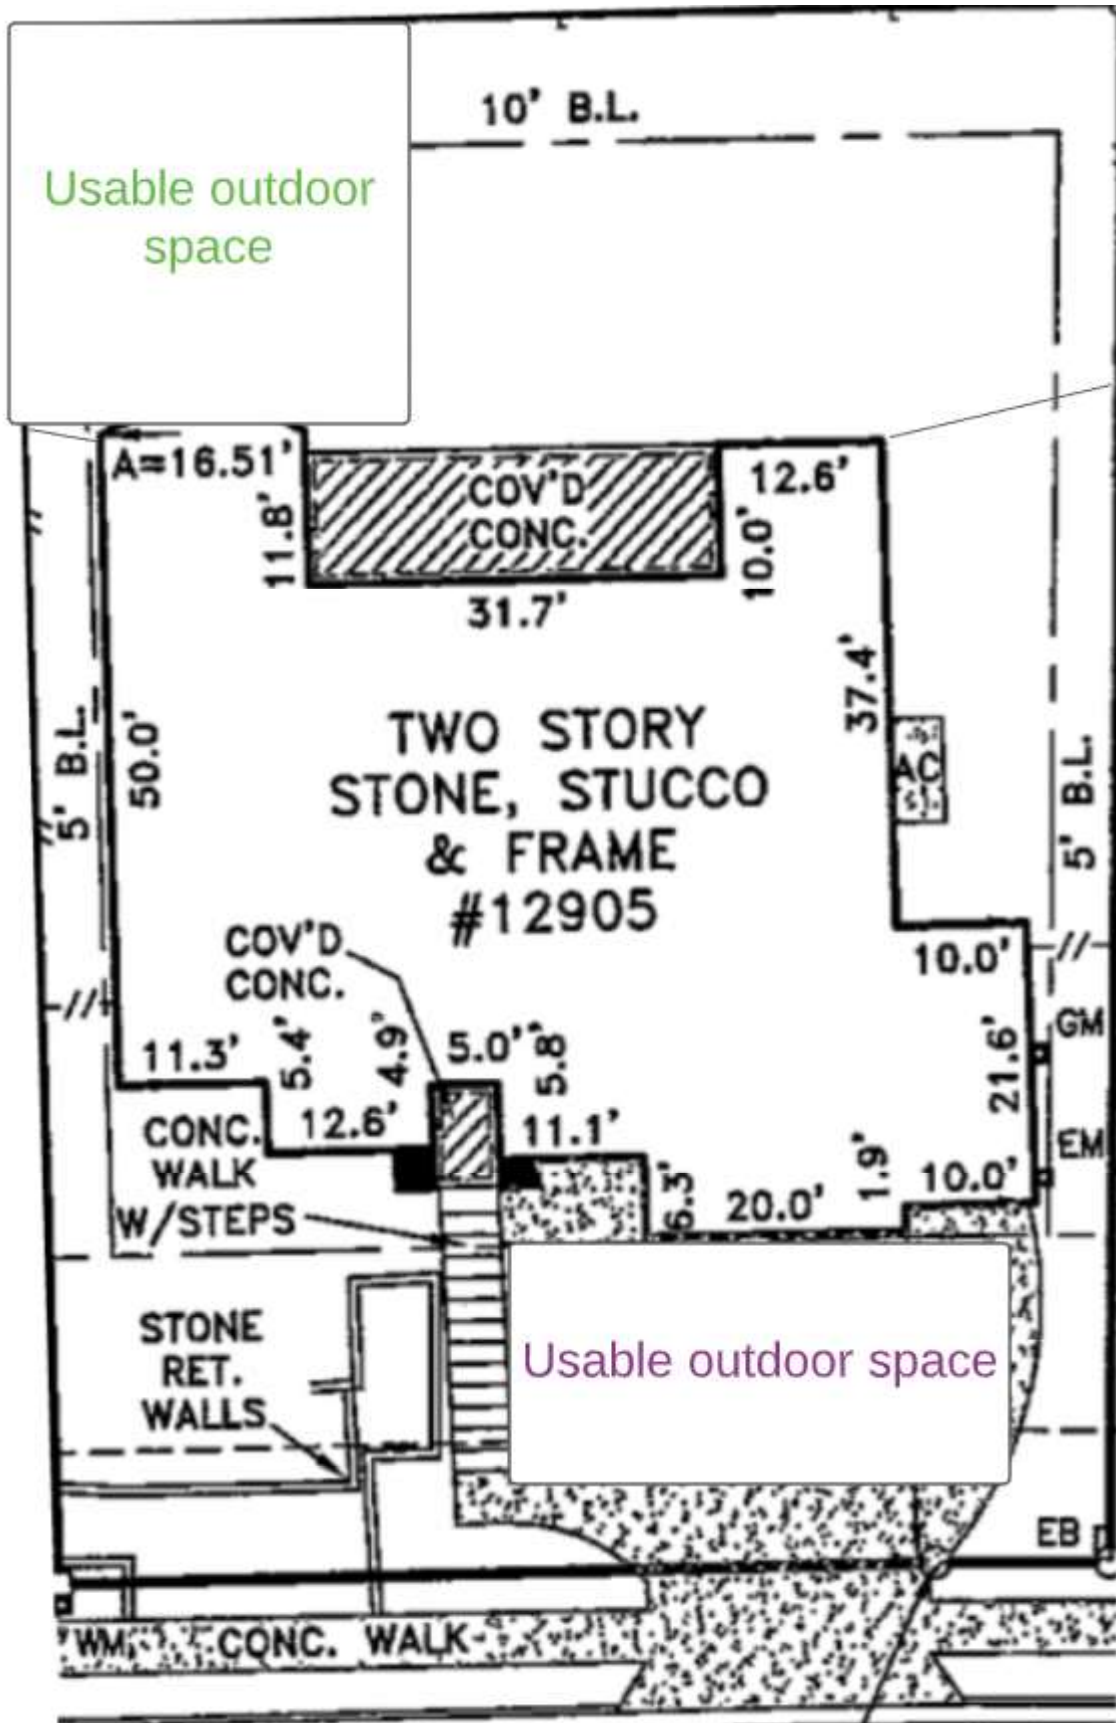 10' B.L.
Usable outdoor
space
A=16.51'
11.8'
COV'D
CONC.
12.6'
10.0'
31.7'
37.4'
TWO STORY
STONE, STUCCO
& FRAME
#12905
5' B.L.
50.0'
AC
5' B.L.
COV'D
CONC.
10.0'
11.3'
5.4'
4.9'
5.0'
5.8'
21.6'
GM
12.6'
11.1'
EM
CONC.
WALK
W/STEPS
6.3'
20.0'
1.9'
10.0'
STONE
RET.
WALLS
Usable outdoor space
EB
WM
CONC. WALK